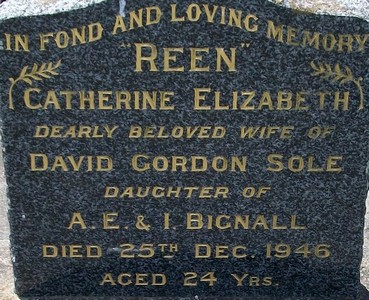 IN FOND AND LOVING MEMORY
"REEN"
(CATHERINE ELIZABETH)
DEARLY BELOVED WIFE OF
DAVID GORDON SOLE
DAUGHTER OF
A. E. & I. BIGNALL
DIED 25TH DEC. 1946
AGED 24 YRS.